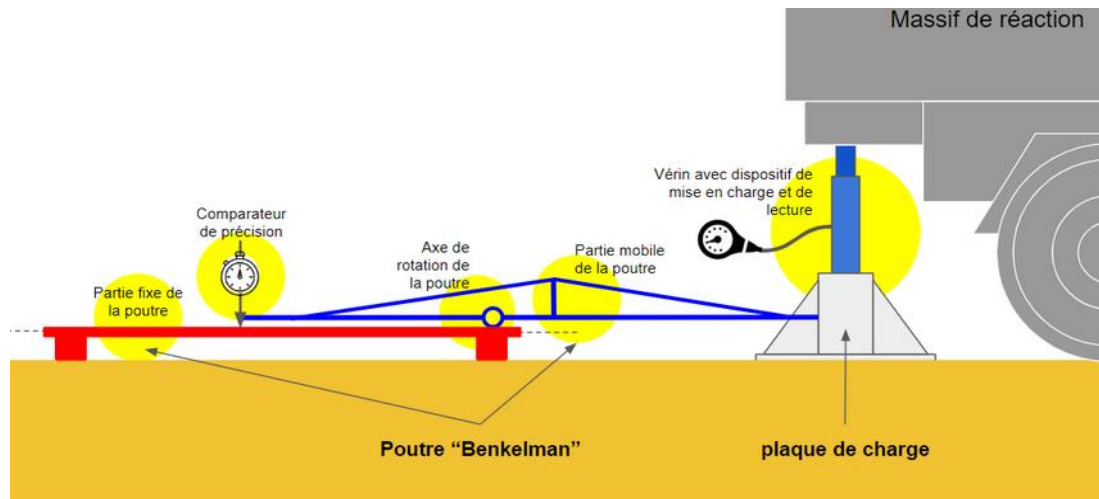 Massif de réaction
Vérin avec dispositif de
mise en charge et de
lecture
Comparateur
de précision
Axe de
rotation de
la poutre
Partie mobile
de la poutre
Partie fixe de
la poutre
Poutre “Benkelman”
plaque de charge